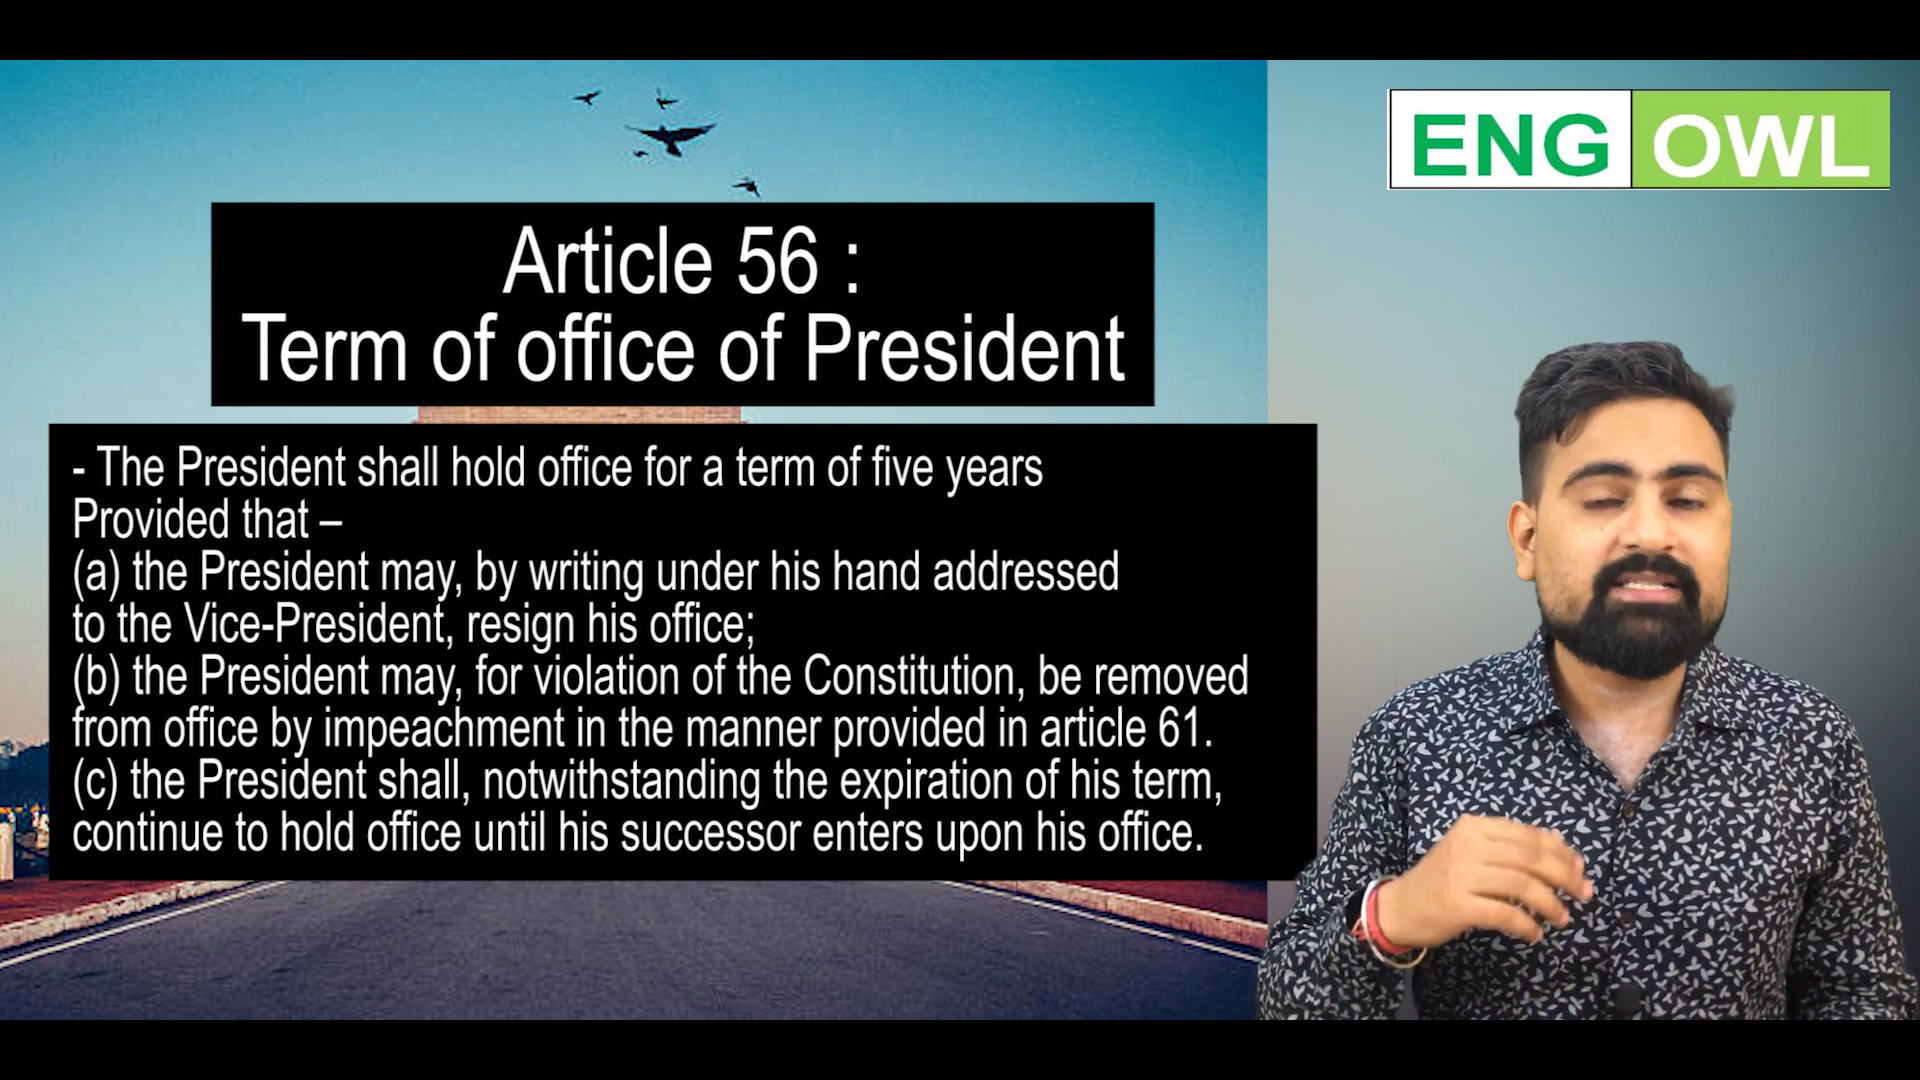 ENG OWL
Article 56 :
Term of office of President
- The President shall hold office for a term of five years
Provided that –
(a) the President may, by writing under his hand addressed
to the Vice-President, resign his office;
(b) the President may, for violation of the Constitution, be removed
from office by impeachment in the manner provided in article 61.
(c) the President shall, notwithstanding the expiration of his term,
continue to hold office until his successor enters upon his office.